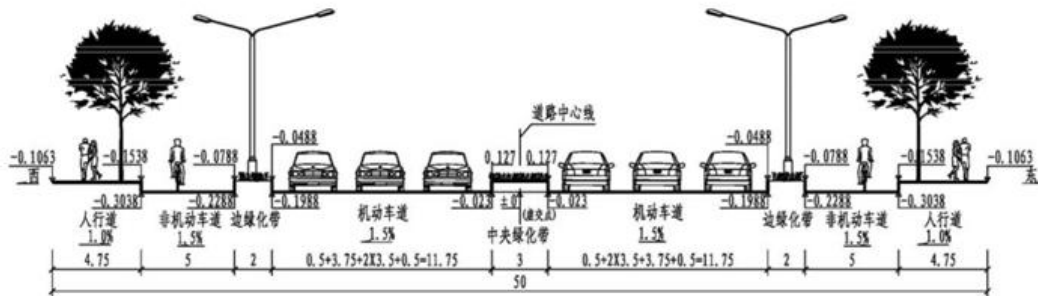 道路中心线
-0.0488 -0.0488
-0.1063 -0.1538 -0.0788 0.127 0.127 -0.0788 -0.1538 -0.1063
西 东
-0.3038 -0.2288 -0.1988 -0.023 ±0 -0.023 -0.1988 -0.2288 -0.3038
(虚交点)
人行道 非机动车道 边绿化带 机动车道 中央绿化带 机动车道 边绿化带 非机动车道 人行道
1.0% 1.5% 1.5% 1.5% 1.5% 1.0%
4.75 5 2 0.5+3.75+2X3.5+0.5=11.75 3 0.5+2X3.5+3.75+0.5=11.75 2 5 4.75
50